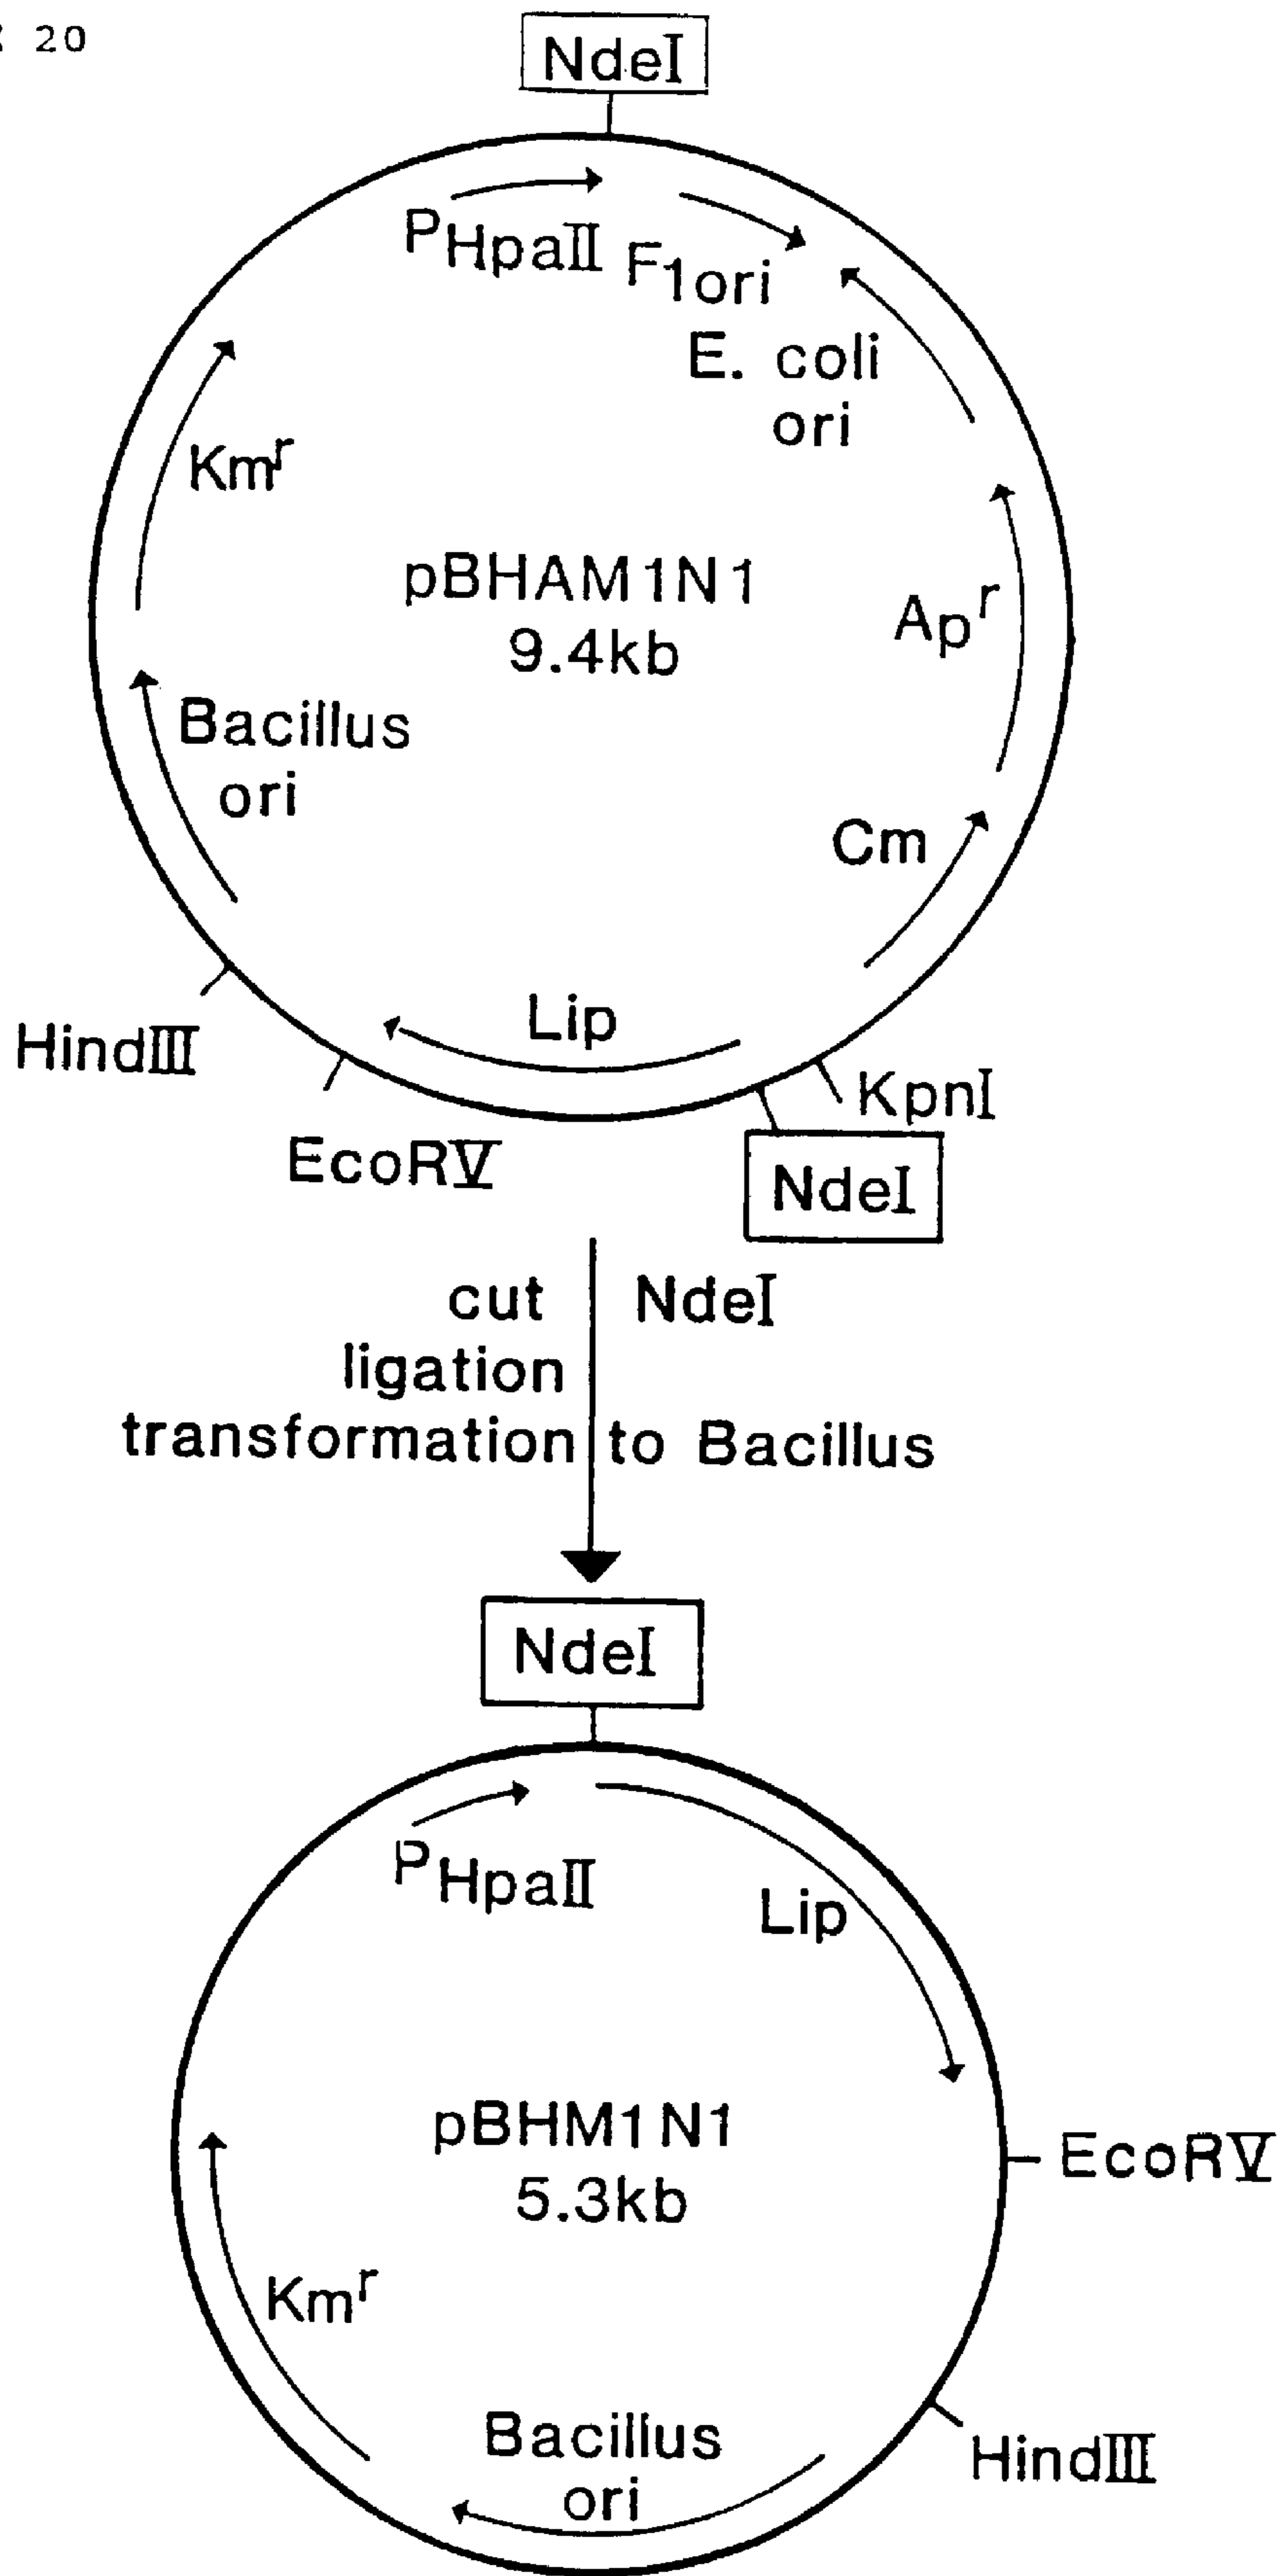 20
NdeI
PHpaII
F1ori
E. coli
ori
Kmr
pBHAM1N1
9.4kb
Apr
Bacillus
ori
Cm
Lip
HindIII
KpnI
EcoRV
NdeI
cut NdeI
ligation
transformation to Bacillus
NdeI
PHpaII
Lip
pBHM1N1
5.3kb
EcoRV
Kmr
HindIII
Bacillus
ori